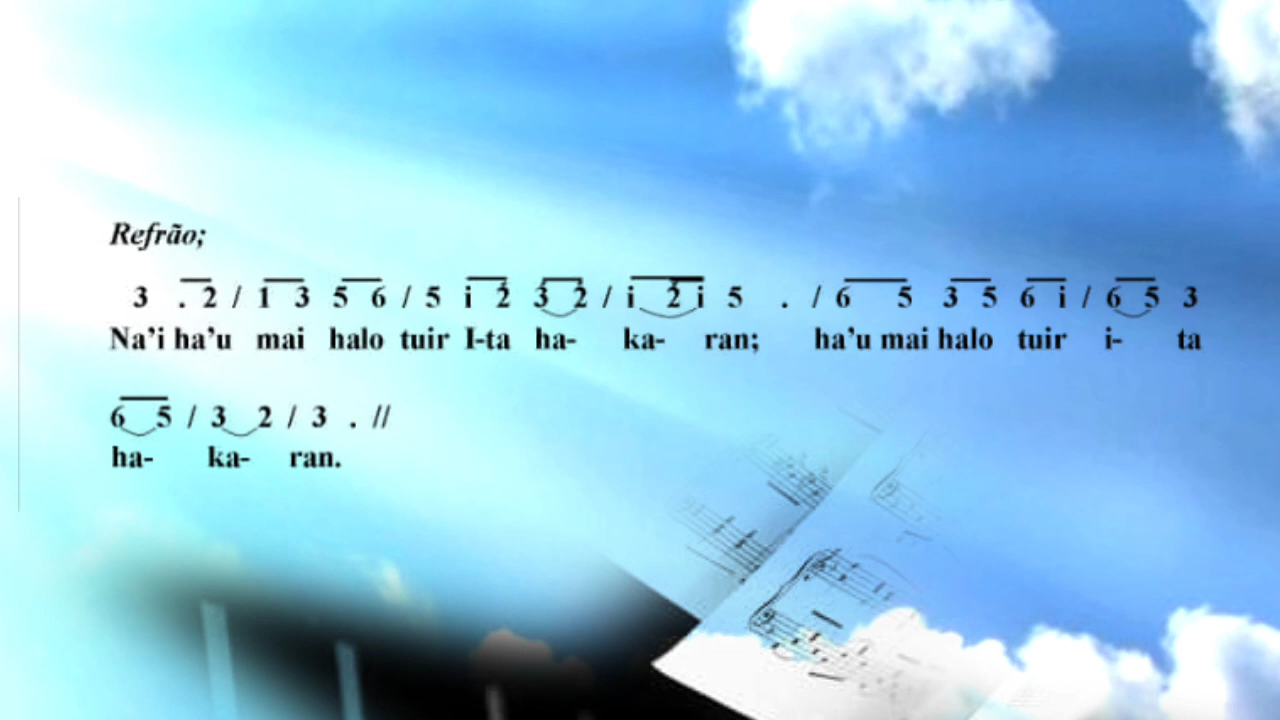 Refrão;
3 . 2 / 1 3 5 6 / 5 i 2 3 2 / i 2 i 5 . / 6 5 3 5 6 i / 6 5 3
Na'i ha'u mai halo tuir I-ta ha- ka- ran; ha'u mai halo tuir i- ta
6 5 / 3 2 / 3 . //
ha- ka- ran.